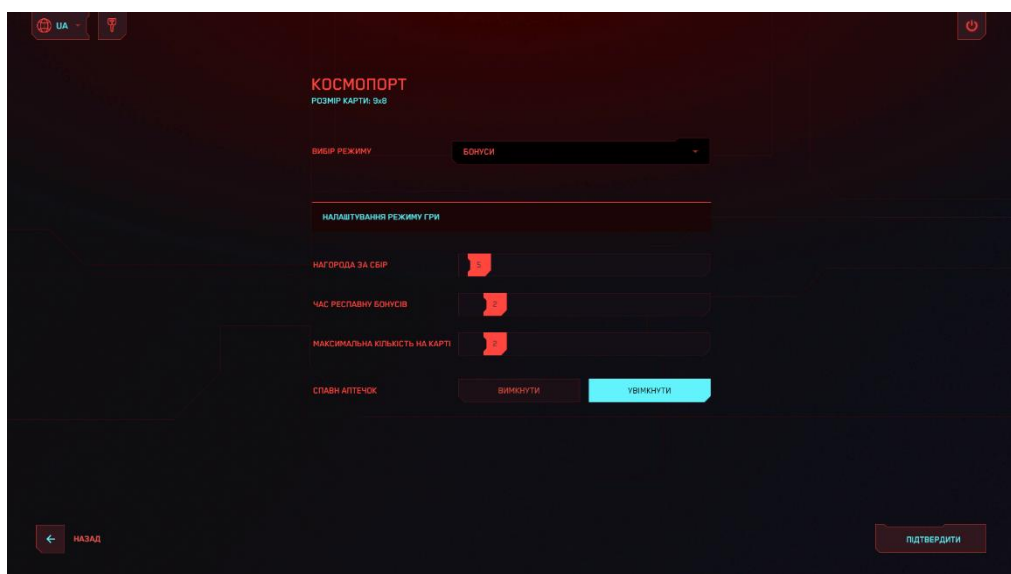 UA
КОСМОПОРТ
РОЗМІР КАРТИ: 9x8
ВИБІР РЕЖИМУ
БОНУСИ
НАЛАШТУВАННЯ РЕЖИМУ ГРИ
НАГОРОДА ЗА СБІР
5
ЧАС РЕСПАВНУ БОНУСІВ
2
МАКСИМАЛЬНА КІЛЬКІСТЬ НА КАРТІ
2
СПАВН АПТЕЧОК
ВИМКНУТИ
УВІМКНУТИ
НАЗАД
ПІДТВЕРДИТИ